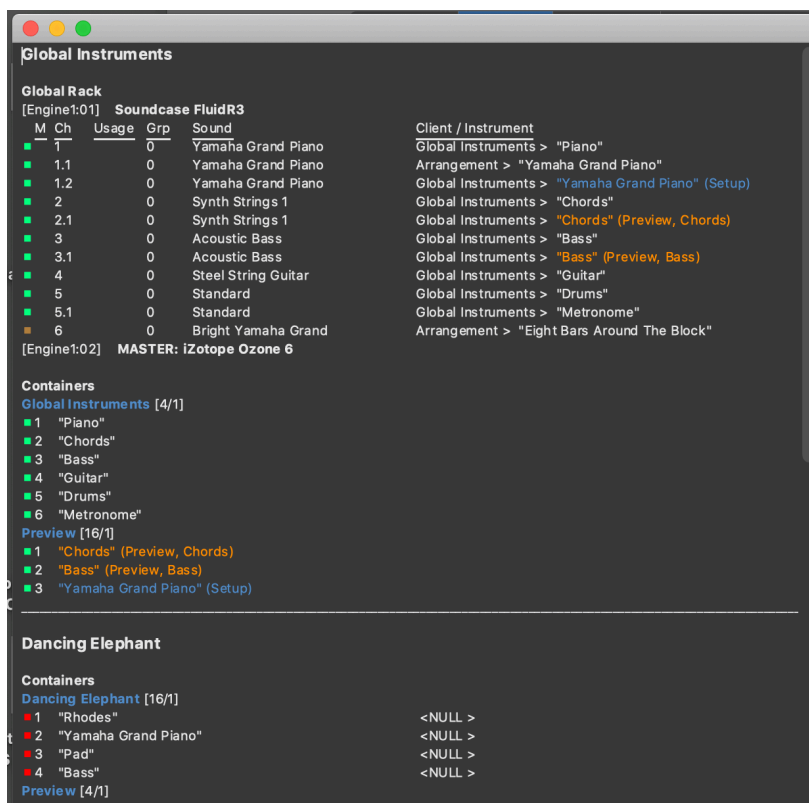 Global Instruments
Global Rack
[Engine1:01] Soundcase FluidR3
M Ch Usage Grp Sound Client / Instrument
1 0 Yamaha Grand Piano Global Instruments > "Piano"
1.1 0 Yamaha Grand Piano Arrangement > "Yamaha Grand Piano"
1.2 0 Yamaha Grand Piano Global Instruments > "Yamaha Grand Piano" (Setup)
2 0 Synth Strings 1 Global Instruments > "Chords"
2.1 0 Synth Strings 1 Global Instruments > "Chords" (Preview, Chords)
3 0 Acoustic Bass Global Instruments > "Bass"
3.1 0 Acoustic Bass Global Instruments > "Bass" (Preview, Bass)
4 0 Steel String Guitar Global Instruments > "Guitar"
5 0 Standard Global Instruments > "Drums"
5.1 0 Standard Global Instruments > "Metronome"
6 0 Bright Yamaha Grand Arrangement > "Eight Bars Around The Block"
[Engine1:02] MASTER: iZotope Ozone 6
Containers
Global Instruments [4/1]
1 "Piano"
2 "Chords"
3 "Bass"
4 "Guitar"
5 "Drums"
6 "Metronome"
Preview [16/1]
1 "Chords" (Preview, Chords)
2 "Bass" (Preview, Bass)
3 "Yamaha Grand Piano" (Setup)
Dancing Elephant
Containers
Dancing Elephant [16/1]
1 "Rhodes" <NULL >
2 "Yamaha Grand Piano" <NULL >
3 "Pad" <NULL >
4 "Bass" <NULL >
Preview [4/1]